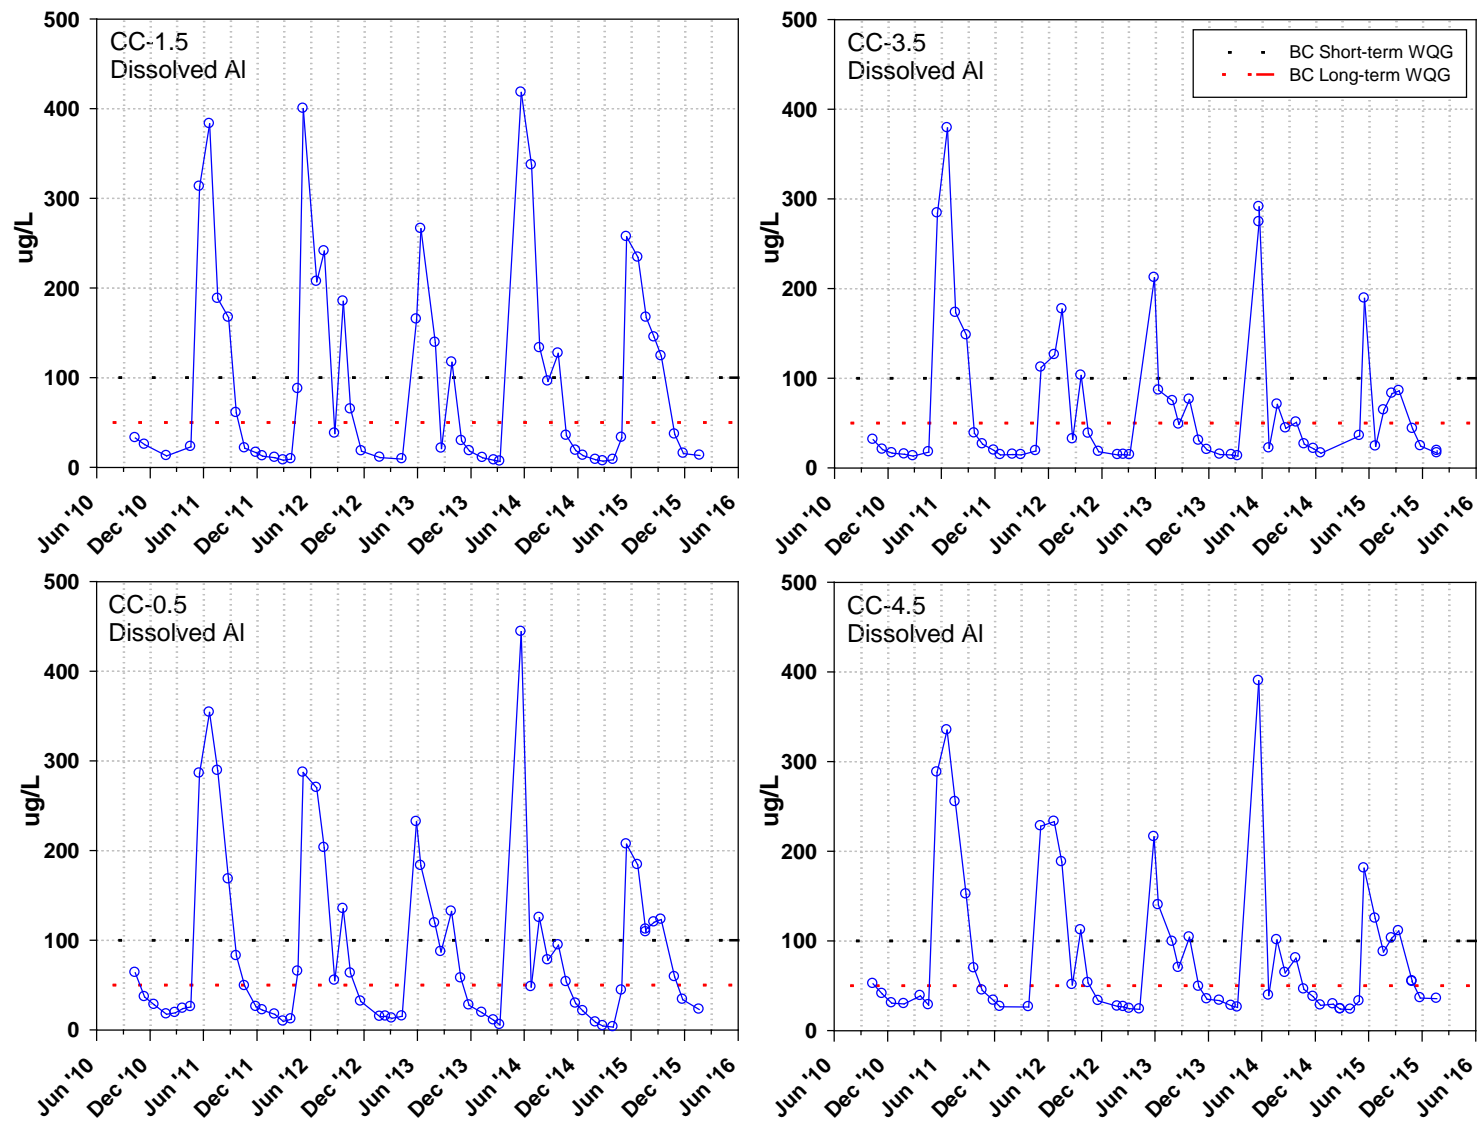 CC-1.5
Dissolved Al
ug/L
500
400
300
200
100
0
Jun '10
Dec '10
Jun '11
Dec '11
Jun '12
Dec '12
Jun '13
Dec '13
Jun '14
Dec '14
Jun '15
Dec '15
Jun '16
CC-3.5
Dissolved Al
BC Short-term WQG
BC Long-term WQG
ug/L
500
400
300
200
100
0
Jun '10
Dec '10
Jun '11
Dec '11
Jun '12
Dec '12
Jun '13
Dec '13
Jun '14
Dec '14
Jun '15
Dec '15
Jun '16
CC-0.5
Dissolved Al
ug/L
500
400
300
200
100
0
Jun '10
Dec '10
Jun '11
Dec '11
Jun '12
Dec '12
Jun '13
Dec '13
Jun '14
Dec '14
Jun '15
Dec '15
Jun '16
CC-4.5
Dissolved Al
ug/L
500
400
300
200
100
0
Jun '10
Dec '10
Jun '11
Dec '11
Jun '12
Dec '12
Jun '13
Dec '13
Jun '14
Dec '14
Jun '15
Dec '15
Jun '16